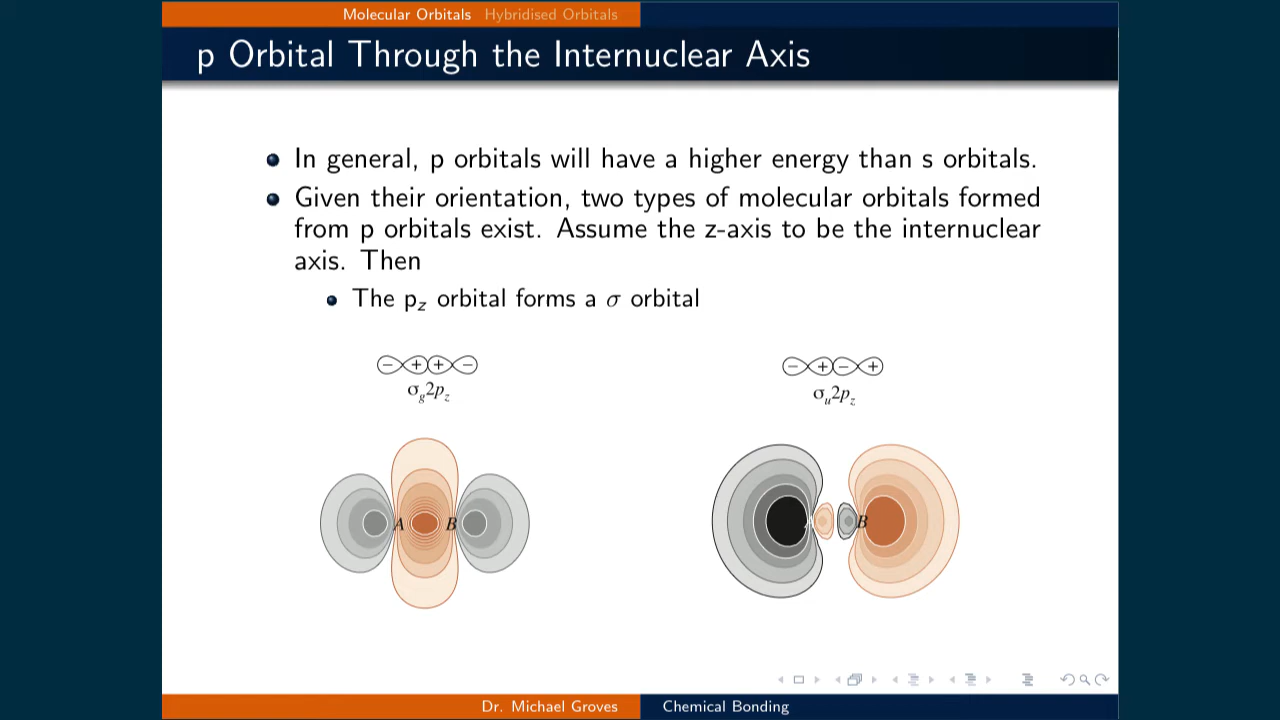 Molecular Orbitals Hybridised Orbitals
p Orbital Through the Internuclear Axis
In general, p orbitals will have a higher energy than s orbitals.
Given their orientation, two types of molecular orbitals formed
from p orbitals exist. Assume the z-axis to be the internuclear
axis. Then
The p_z orbital forms a σ orbital
− + + −
σ_g2p_z
− + − +
σ_u2p_z
A B
B
Dr. Michael Groves Chemical Bonding